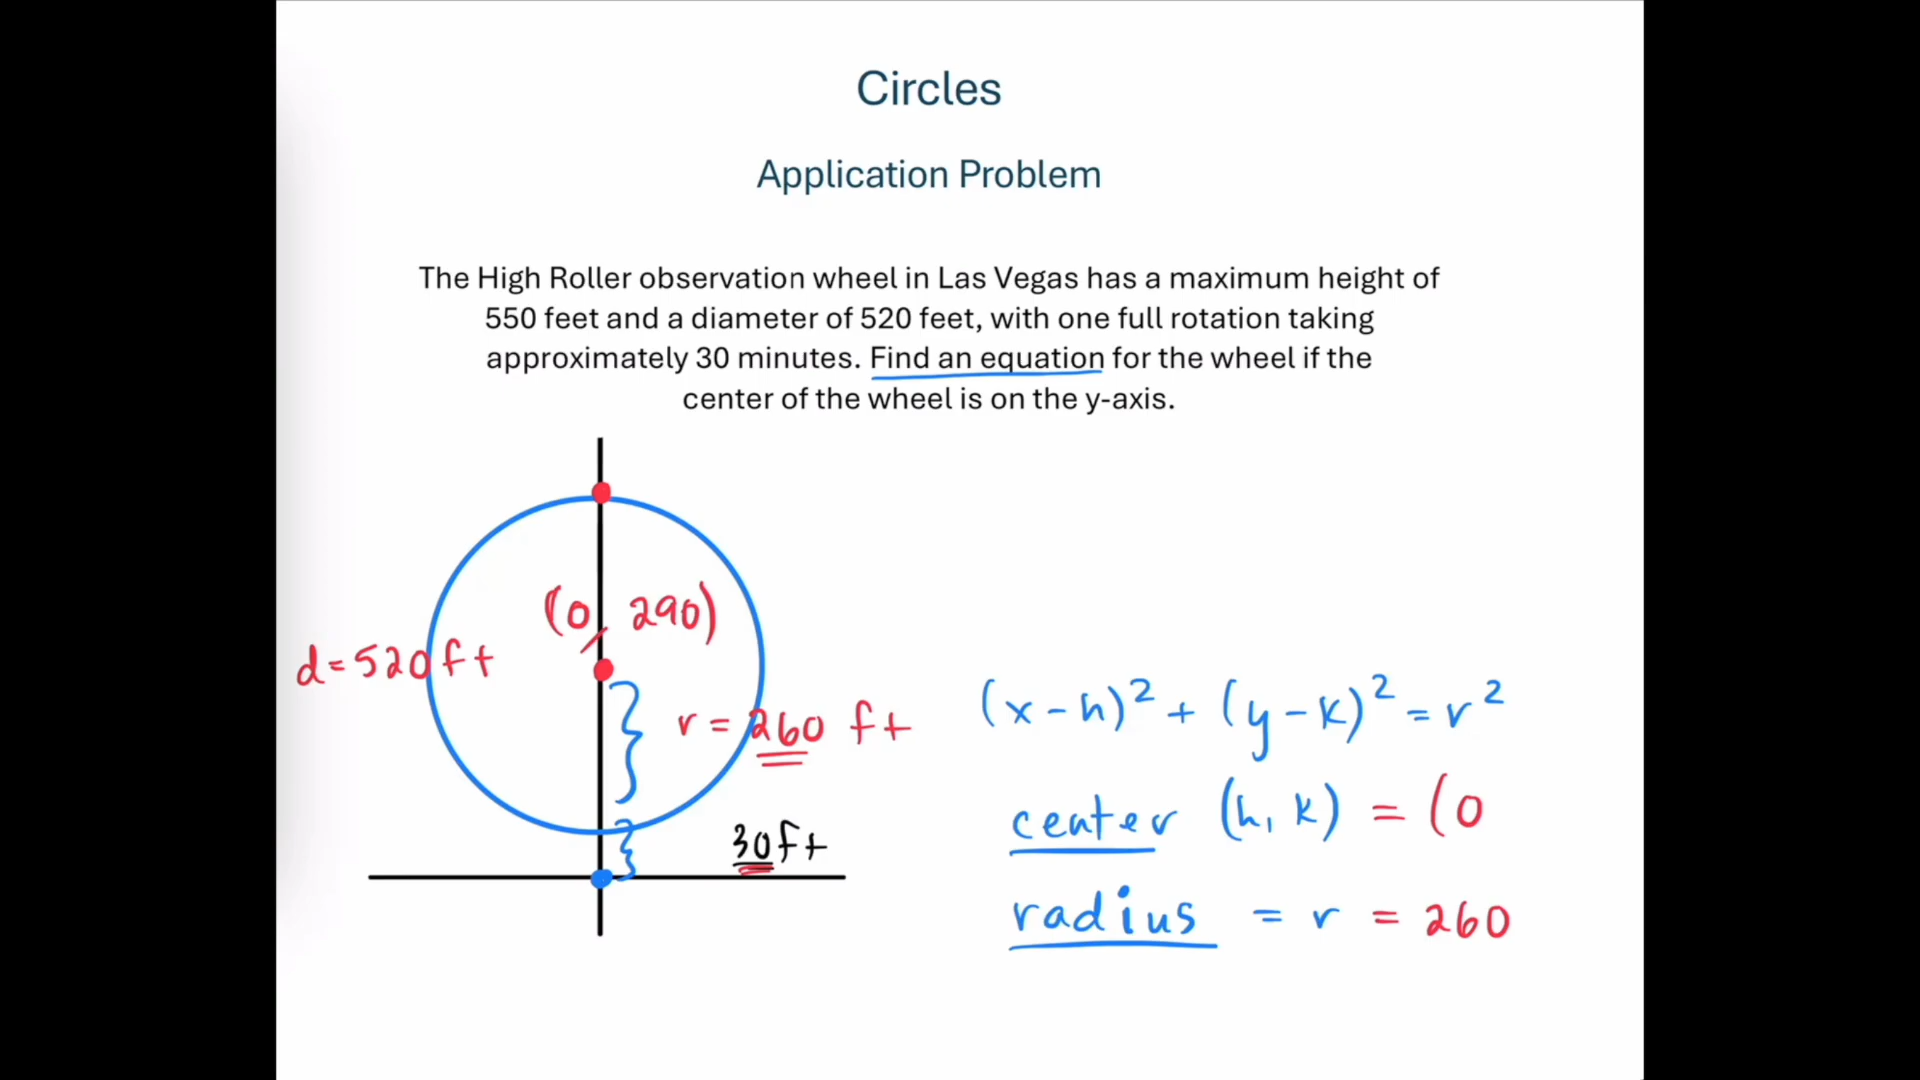 Circles
Application Problem
The High Roller observation wheel in Las Vegas has a maximum height of
550 feet and a diameter of 520 feet, with one full rotation taking
approximately 30 minutes. Find an equation for the wheel if the
center of the wheel is on the y-axis.
(0, 290)
d=520ft
r = 260 ft
30ft
(x-h)² + (y-k)² = r²
center (h, k) = (0
radius = r = 260